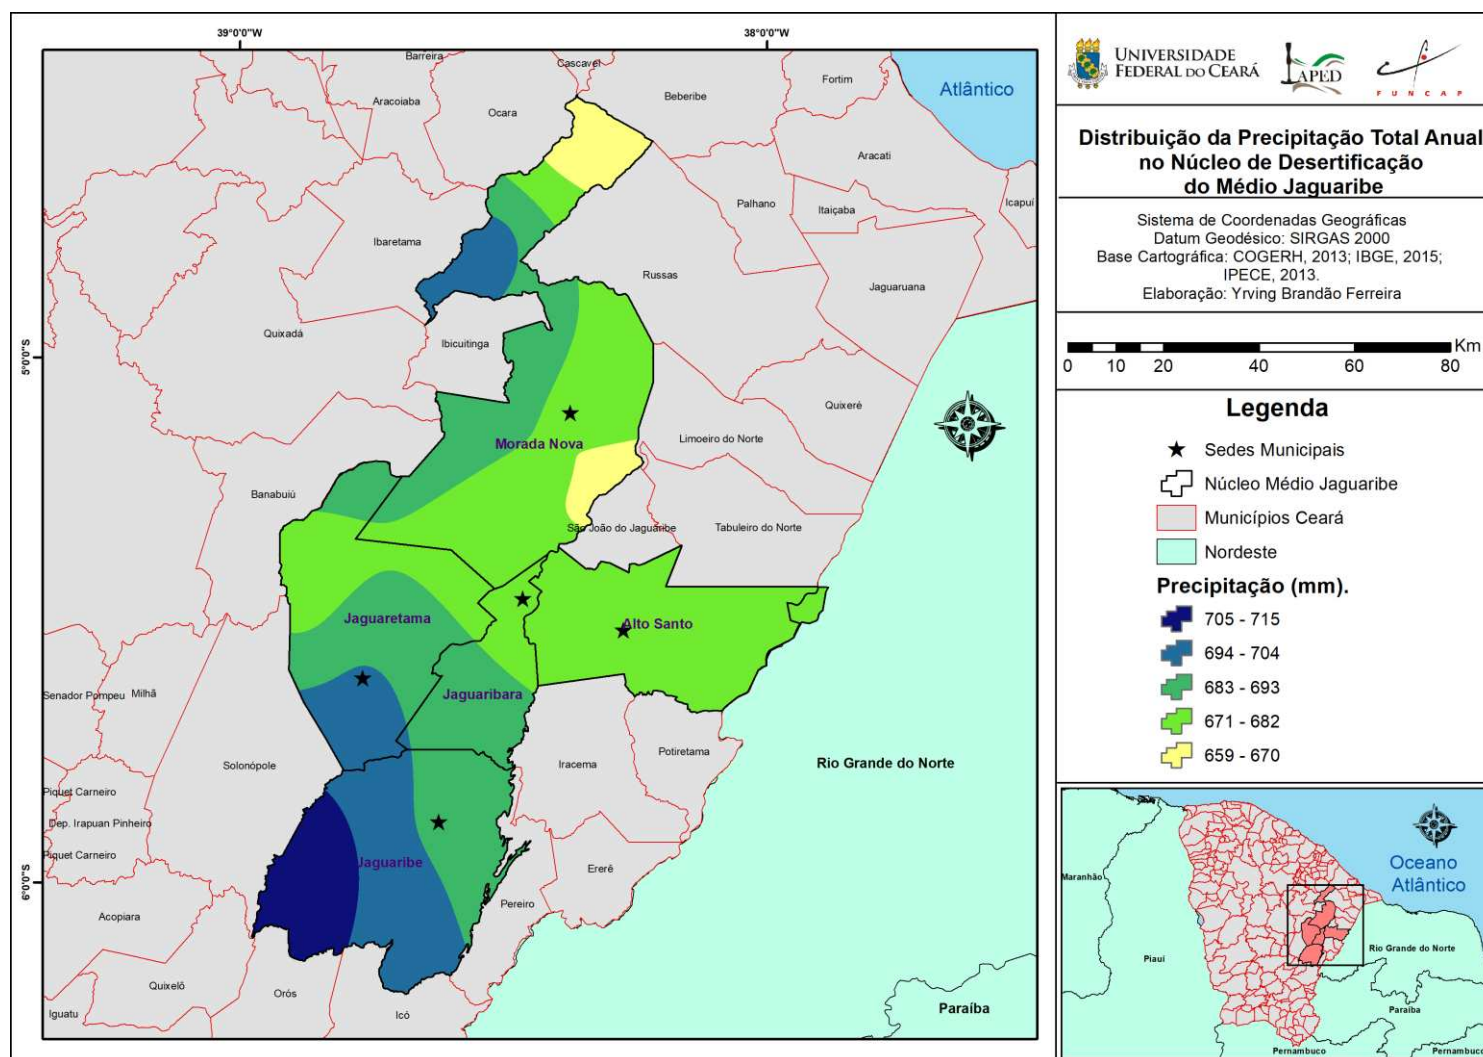 39°0'0"W
38°0'0"W
Barreira
Cascavel
Fortim
Aracoiaba
Ocara
Beberibe
Atlântico
Aracati
Palhano
Itaiçaba
Icapuí
Ibaretama
Russas
Jaguaruana
Quixadá
Ibicuitinga
5°0'0"S
Quixeré
Morada Nova
Limoeiro do Norte
Banabuiú
São João do Jaguaribe
Tabuleiro do Norte
Jaguaretama
Alto Santo
Senador Pompeu
Milhã
Jaguaribara
Solonópole
Iracema
Potiretama
Rio Grande do Norte
Piquet Carneiro
Dep. Irapuan Pinheiro
Piquet Carneiro
Jaguaribe
Ererê
6°0'0"S
Pereiro
Acopiara
Quixelô
Orós
Iguatu
Icó
Paraíba
UNIVERSIDADE
FEDERAL DO CEARÁ
LAPED
FUNCAP
Distribuição da Precipitação Total Anual
no Núcleo de Desertificação
do Médio Jaguaribe
Sistema de Coordenadas Geográficas
Datum Geodésico: SIRGAS 2000
Base Cartográfica: COGERH, 2013; IBGE, 2015;
IPECE, 2013.
Elaboração: Yrving Brandão Ferreira
Km
0 10 20 40 60 80
Legenda
Sedes Municipais
Núcleo Médio Jaguaribe
Municípios Ceará
Nordeste
Precipitação (mm).
705 - 715
694 - 704
683 - 693
671 - 682
659 - 670
Oceano
Atlântico
Maranhão
Piauí
Rio Grande do Norte
Paraíba
Pernambuco
Pernambuco